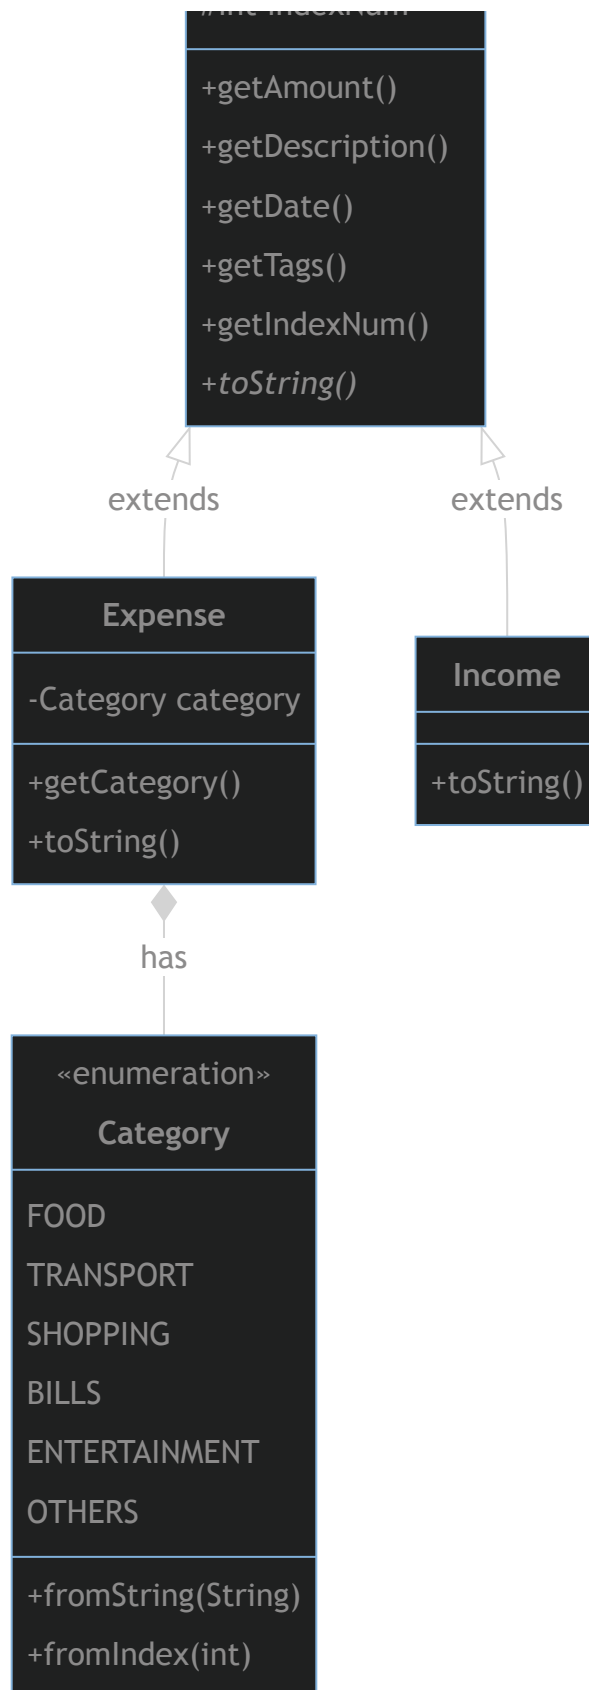 +getAmount()
+getDescription()
+getDate()
+getTags()
+getIndexNum()
+toString()
extends
extends
Expense
-Category category
+getCategory()
+toString()
Income
+toString()
has
«enumeration»
Category
FOOD
TRANSPORT
SHOPPING
BILLS
ENTERTAINMENT
OTHERS
+fromString(String)
+fromIndex(int)